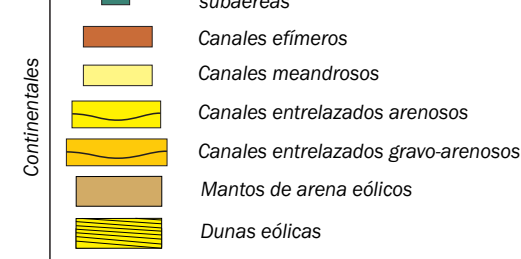 subaéreas
Canales efímeros
Canales meandrosos
Canales entrelazados arenosos
Canales entrelazados gravo-arenosos
Mantos de arena eólicos
Dunas eólicas
Continentales